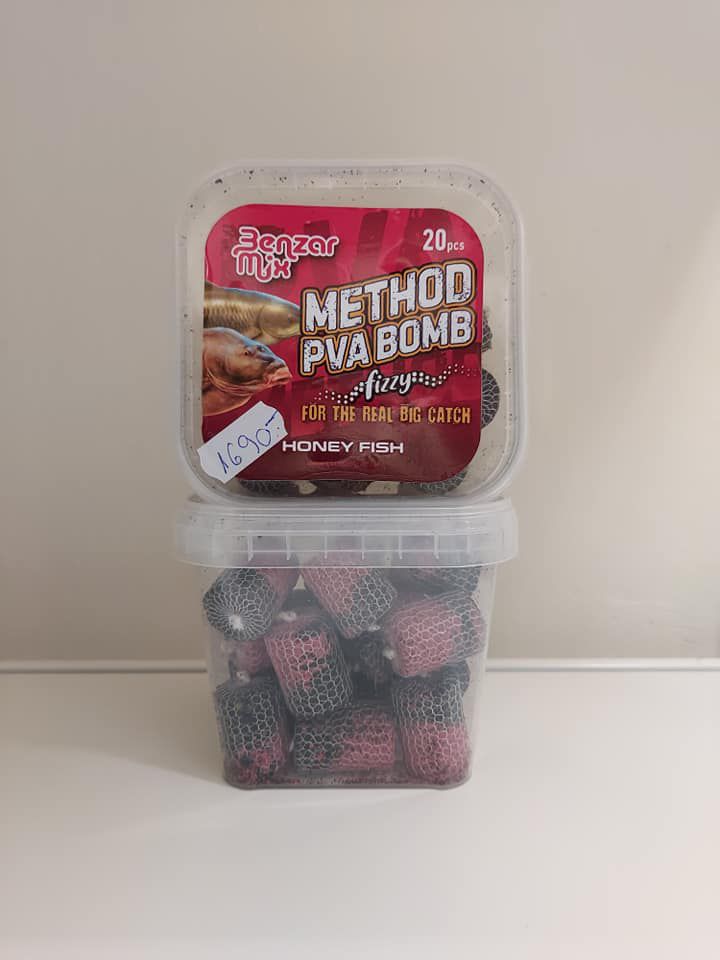 Benzar
Mix
20pcs
METHOD
PVA BOMB
fizzy
FOR THE REAL BIG CATCH
1690.-
HONEY FISH